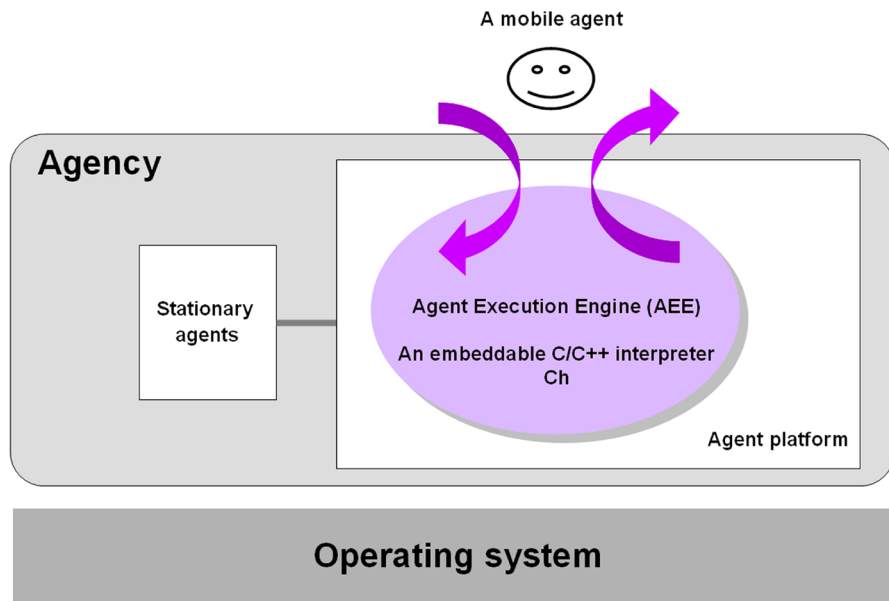 A mobile agent
Agency
Stationary
agents
Agent Execution Engine (AEE)
An embeddable C/C++ interpreter
Ch
Agent platform
Operating system